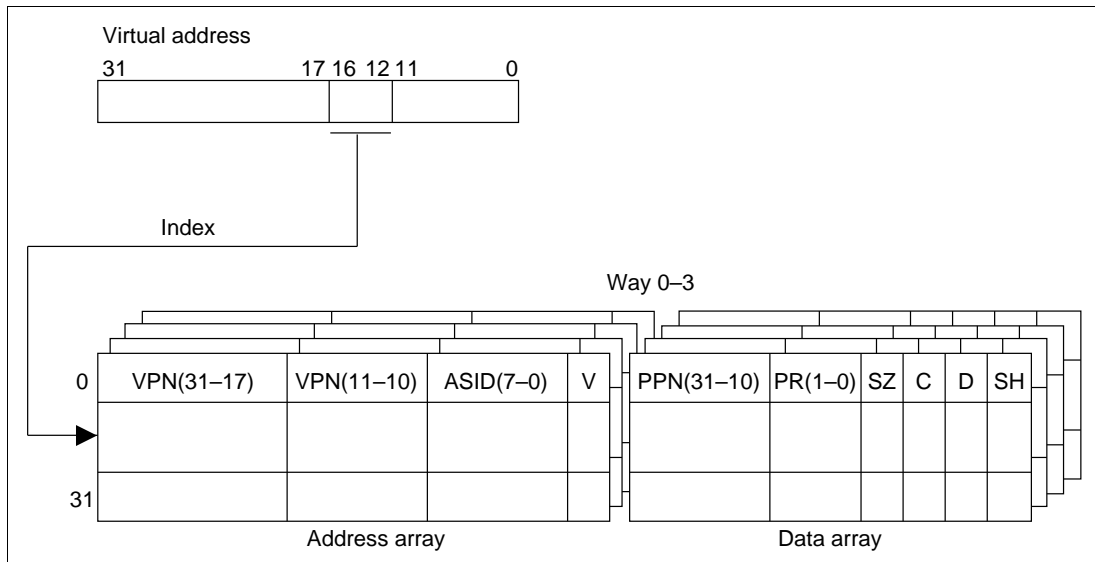 Virtual address
31 17 16 12 11 0
Index
Way 0–3
0 VPN(31–17) VPN(11–10) ASID(7–0) V PPN(31–10) PR(1–0) SZ C D SH
31
Address array Data array